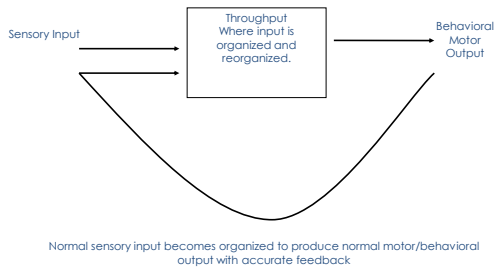 Sensory Input
Throughput
Where input is
organized and
reorganized.
Behavioral
Motor
Output
Normal sensory input becomes organized to produce normal motor/behavioral
output with accurate feedback